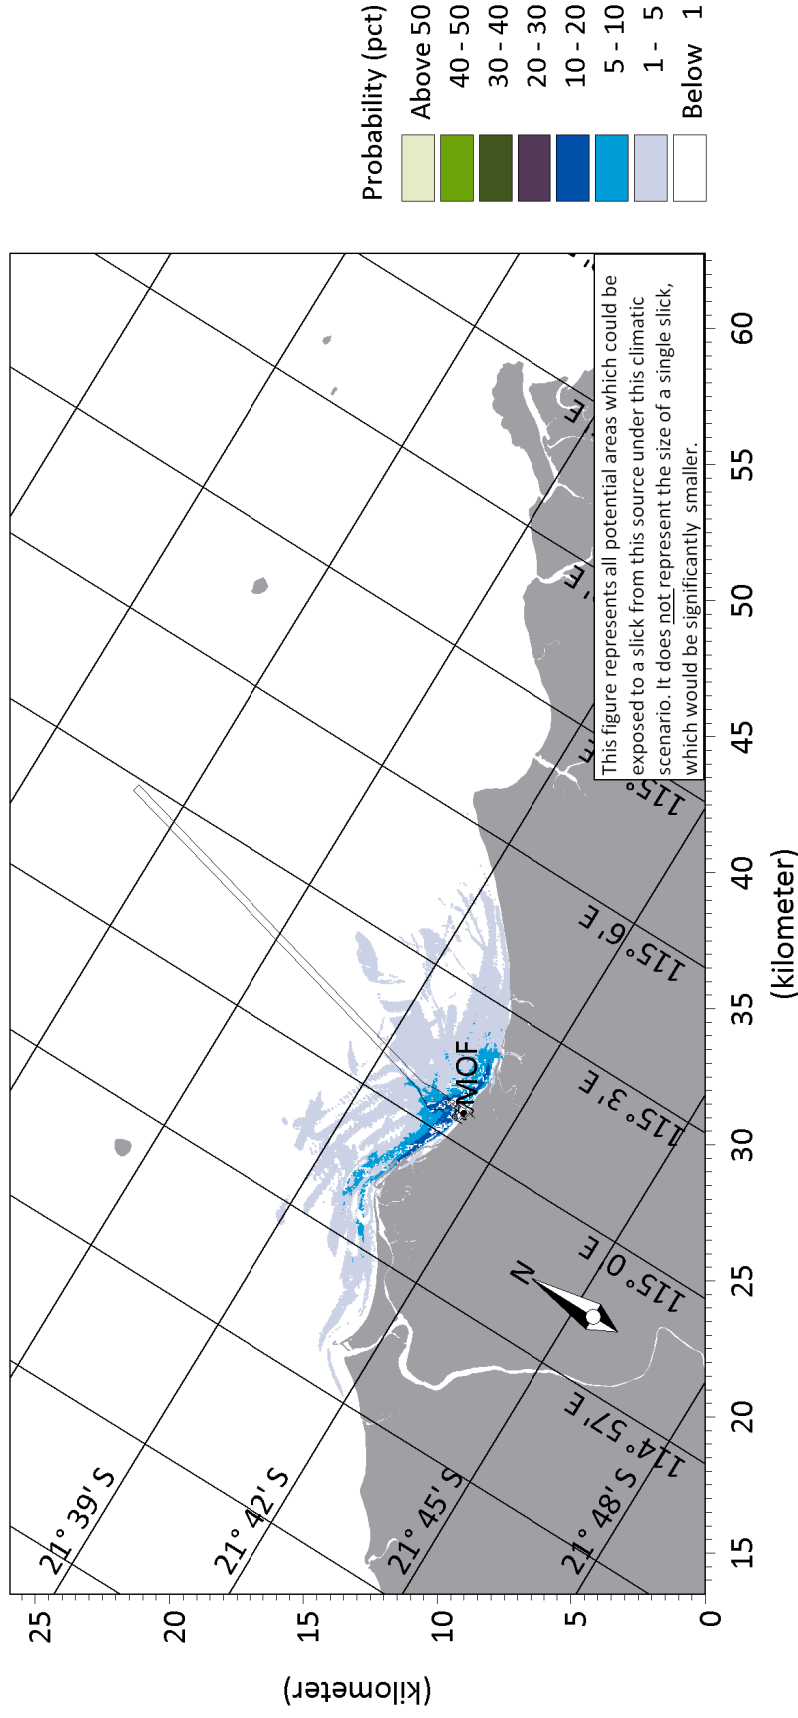 Probability (pct)
Above 50
40 - 50
30 - 40
20 - 30
10 - 20
5 - 10
1 - 5
Below 1
21° 39' S
21° 42' S
21° 45' S
21° 48' S
114° 57' E
115° 0' E
115° 3' E
115° 6' E
115°
E
E
E
MOF
N
This figure represents all potential areas which could be
exposed to a slick from this source under this climatic
scenario. It does not represent the size of a single slick,
which would be significantly smaller.
25
20
15
10
5
0
(kilometer)
15
20
25
30
35
40
45
50
55
60
(kilometer)